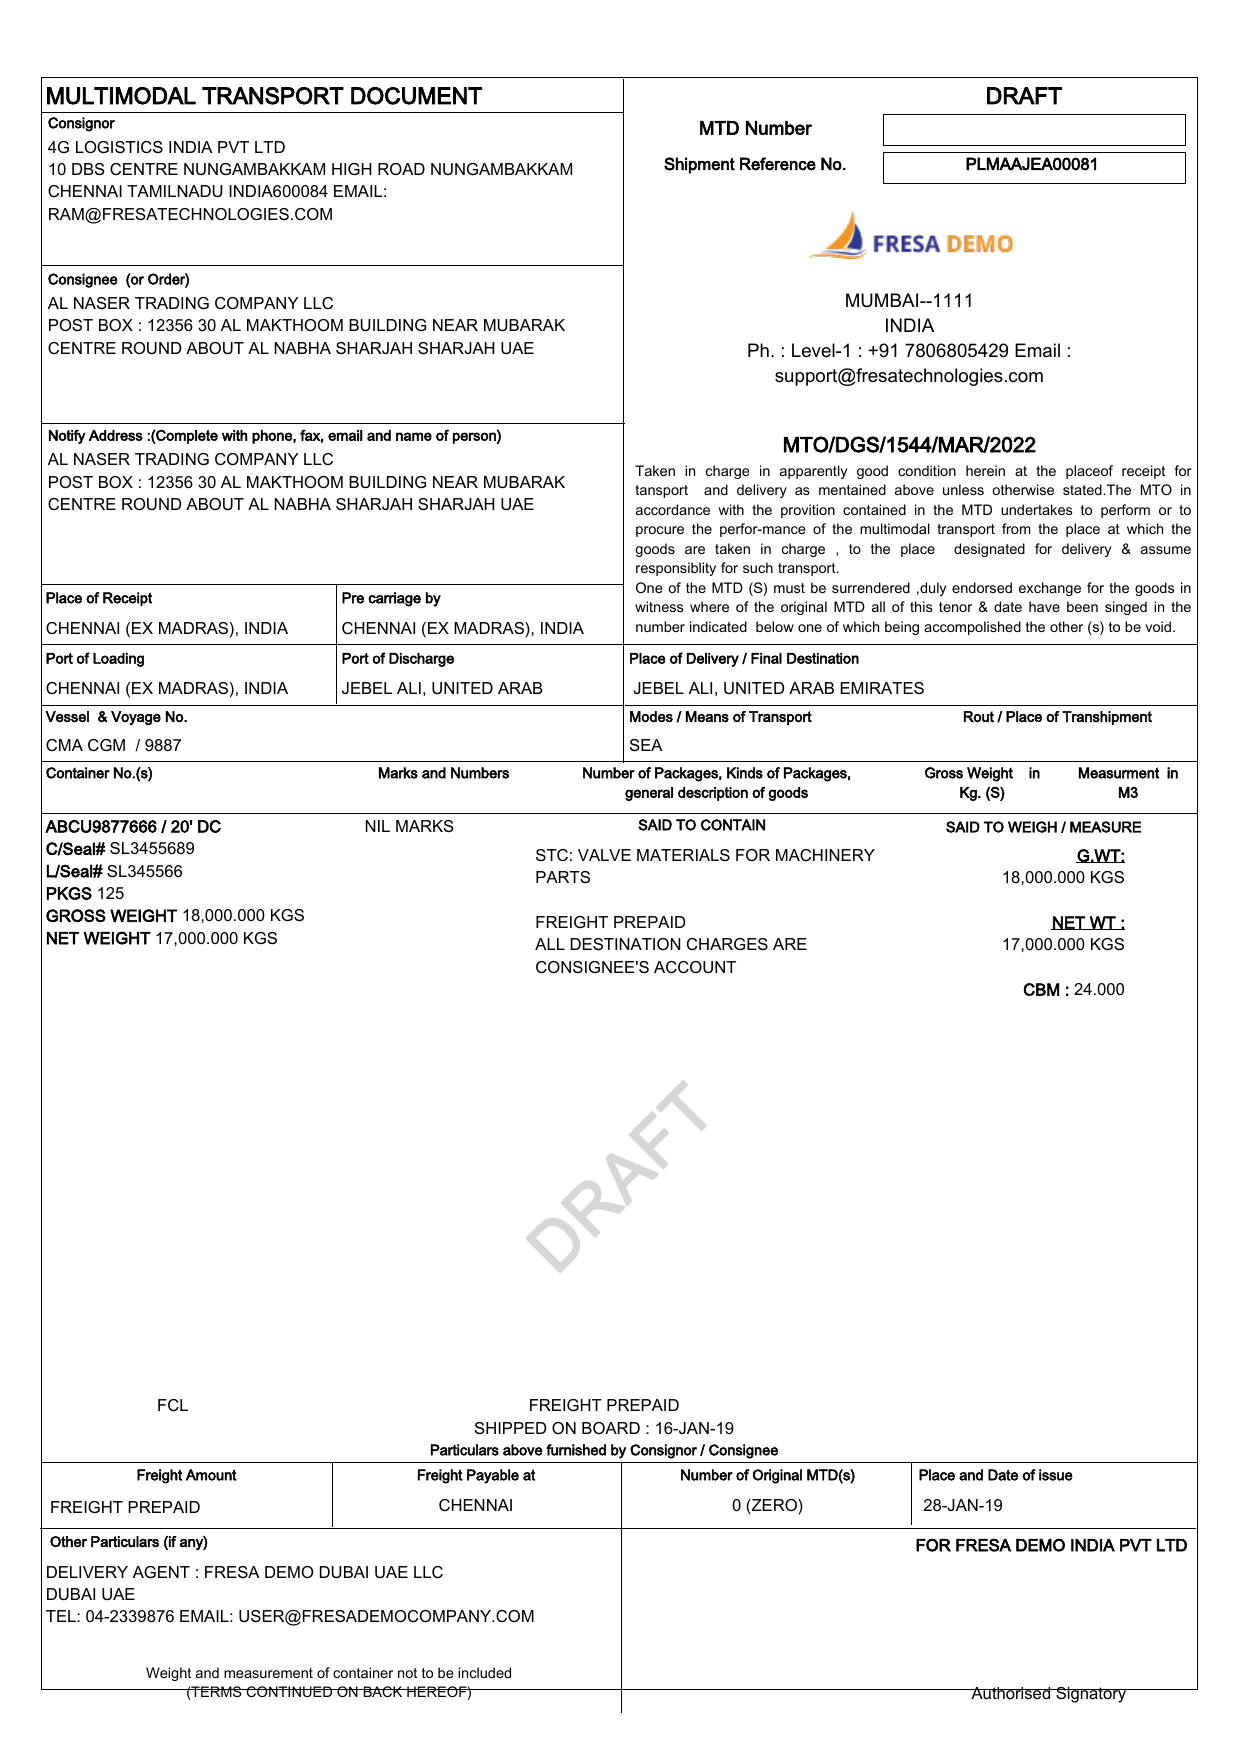 MULTIMODAL TRANSPORT DOCUMENT
DRAFT
Consignor
4G LOGISTICS INDIA PVT LTD
10 DBS CENTRE NUNGAMBAKKAM HIGH ROAD NUNGAMBAKKAM
CHENNAI TAMILNADU INDIA600084 EMAIL:
RAM@FRESATECHNOLOGIES.COM
MTD Number
Shipment Reference No.
PLMAAJEA00081
FRESA DEMO
MUMBAI--1111
INDIA
Ph. : Level-1 : +91 7806805429 Email :
support@fresatechnologies.com
Consignee  (or Order)
AL NASER TRADING COMPANY LLC
POST BOX : 12356 30 AL MAKTHOOM BUILDING NEAR MUBARAK
CENTRE ROUND ABOUT AL NABHA SHARJAH SHARJAH UAE
Notify Address :(Complete with phone, fax, email and name of person)
AL NASER TRADING COMPANY LLC
POST BOX : 12356 30 AL MAKTHOOM BUILDING NEAR MUBARAK
CENTRE ROUND ABOUT AL NABHA SHARJAH SHARJAH UAE
MTO/DGS/1544/MAR/2022
Taken in charge in apparently good condition herein at the placeof receipt for
tansport and delivery as mentained above unless otherwise stated.The MTO in
accordance with the provition contained in the MTD undertakes to perform or to
procure the perfor-mance of the multimodal transport from the place at which the
goods are taken in charge , to the place designated for delivery & assume
responsiblity for such transport.
One of the MTD (S) must be surrendered ,duly endorsed exchange for the goods in
witness where of the original MTD all of this tenor & date have been singed in the
number indicated below one of which being accompolished the other (s) to be void.
Place of Receipt
CHENNAI (EX MADRAS), INDIA
Pre carriage by
CHENNAI (EX MADRAS), INDIA
Port of Loading
CHENNAI (EX MADRAS), INDIA
Port of Discharge
JEBEL ALI, UNITED ARAB
Place of Delivery / Final Destination
JEBEL ALI, UNITED ARAB EMIRATES
Vessel & Voyage No.
CMA CGM / 9887
Modes / Means of Transport
SEA
Rout / Place of Transhipment
Container No.(s)
Marks and Numbers
Number of Packages, Kinds of Packages,
general description of goods
Gross Weight in
Kg. (S)
Measurment in
M3
ABCU9877666 / 20' DC
C/Seal# SL3455689
L/Seal# SL345566
PKGS 125
GROSS WEIGHT 18,000.000 KGS
NET WEIGHT 17,000.000 KGS
NIL MARKS
SAID TO CONTAIN
STC: VALVE MATERIALS FOR MACHINERY
PARTS
FREIGHT PREPAID
ALL DESTINATION CHARGES ARE
CONSIGNEE'S ACCOUNT
SAID TO WEIGH / MEASURE
G.WT:
18,000.000 KGS
NET WT :
17,000.000 KGS
CBM : 24.000
DRAFT
FCL
FREIGHT PREPAID
SHIPPED ON BOARD : 16-JAN-19
Particulars above furnished by Consignor / Consignee
Freight Amount
FREIGHT PREPAID
Freight Payable at
CHENNAI
Number of Original MTD(s)
0 (ZERO)
Place and Date of issue
28-JAN-19
Other Particulars (if any)
DELIVERY AGENT : FRESA DEMO DUBAI UAE LLC
DUBAI UAE
TEL: 04-2339876 EMAIL: USER@FRESADEMOCOMPANY.COM
FOR FRESA DEMO INDIA PVT LTD
Weight and measurement of container not to be included
(TERMS CONTINUED ON BACK HEREOF)
Authorised Signatory